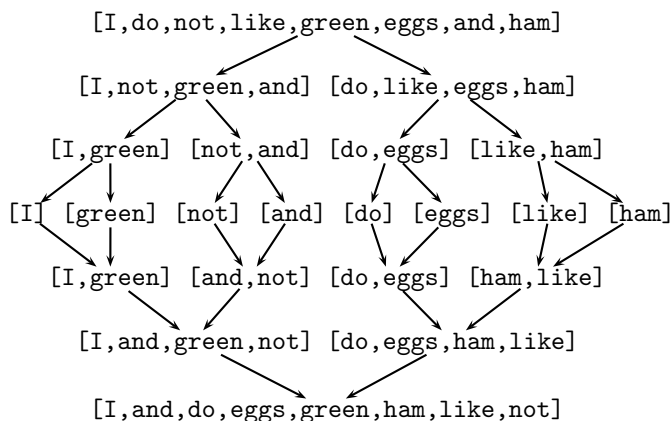 [I,do,not,like,green,eggs,and,ham]
[I,not,green,and] [do,like,eggs,ham]
[I,green] [not,and] [do,eggs] [like,ham]
[I] [green] [not] [and] [do] [eggs] [like] [ham]
[I,green] [and,not] [do,eggs] [ham,like]
[I,and,green,not] [do,eggs,ham,like]
[I,and,do,eggs,green,ham,like,not]